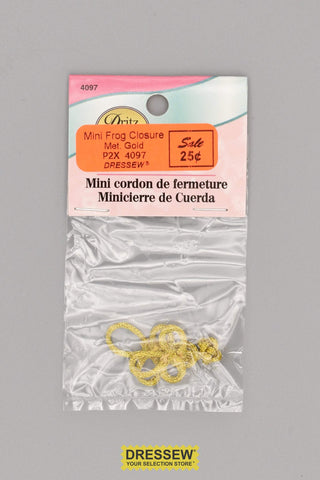 4097
Dritz
Mini Frog Closure
Met. Gold
P2X 4097
DRESSEW®
Sale
25¢
Mini cordon de fermeture
Minicierre de Cuerda
DRESSEW®
YOUR SELECTION STORE®